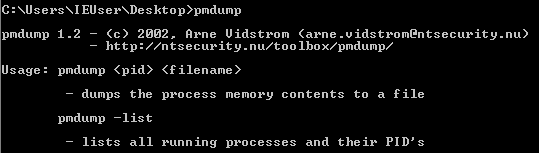 C:\Users\IEUser\Desktop>pmdump
pmdump 1.2 - (c) 2002, Arne Vidstrom (arne.vidstrom@ntsecurity.nu)
- http://ntsecurity.nu/toolbox/pmdump/
Usage: pmdump <pid> <filename>
- dumps the process memory contents to a file
pmdump -list
- lists all running processes and their PID's